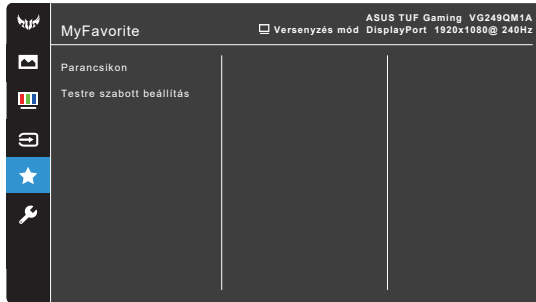 MyFavorite
Versenyzés mód
ASUS TUF Gaming VG249QM1A
DisplayPort 1920x1080@ 240Hz
Parancsikon
Testre szabott beállítás